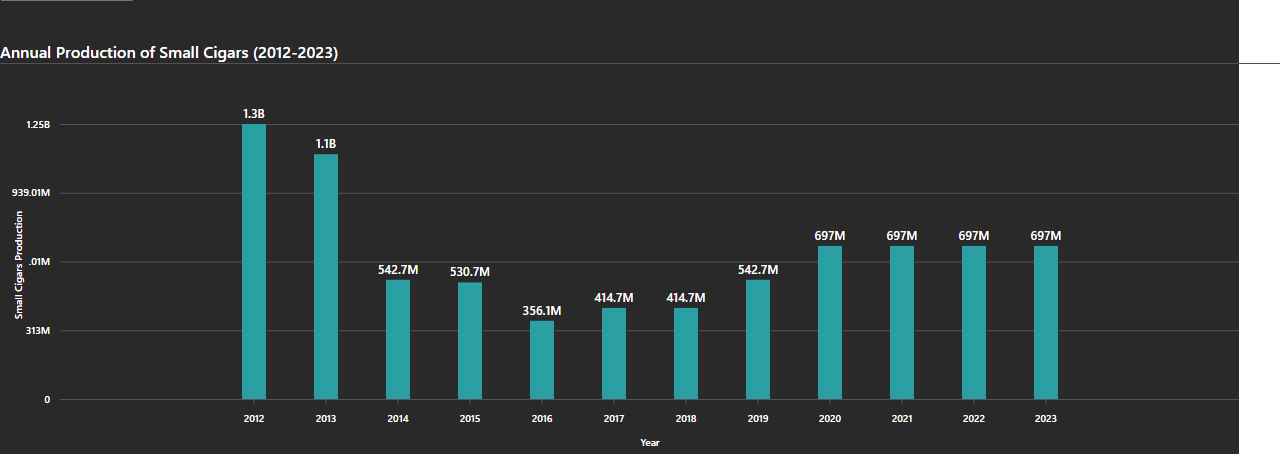 Annual Production of Small Cigars (2012-2023)
1.3B
1.25B
1.1B
939.01M
Small Cigars Production
697M 697M 697M 697M
.01M
542.7M 530.7M 542.7M
414.7M 414.7M
356.1M
313M
0
2012 2013 2014 2015 2016 2017 2018 2019 2020 2021 2022 2023
Year